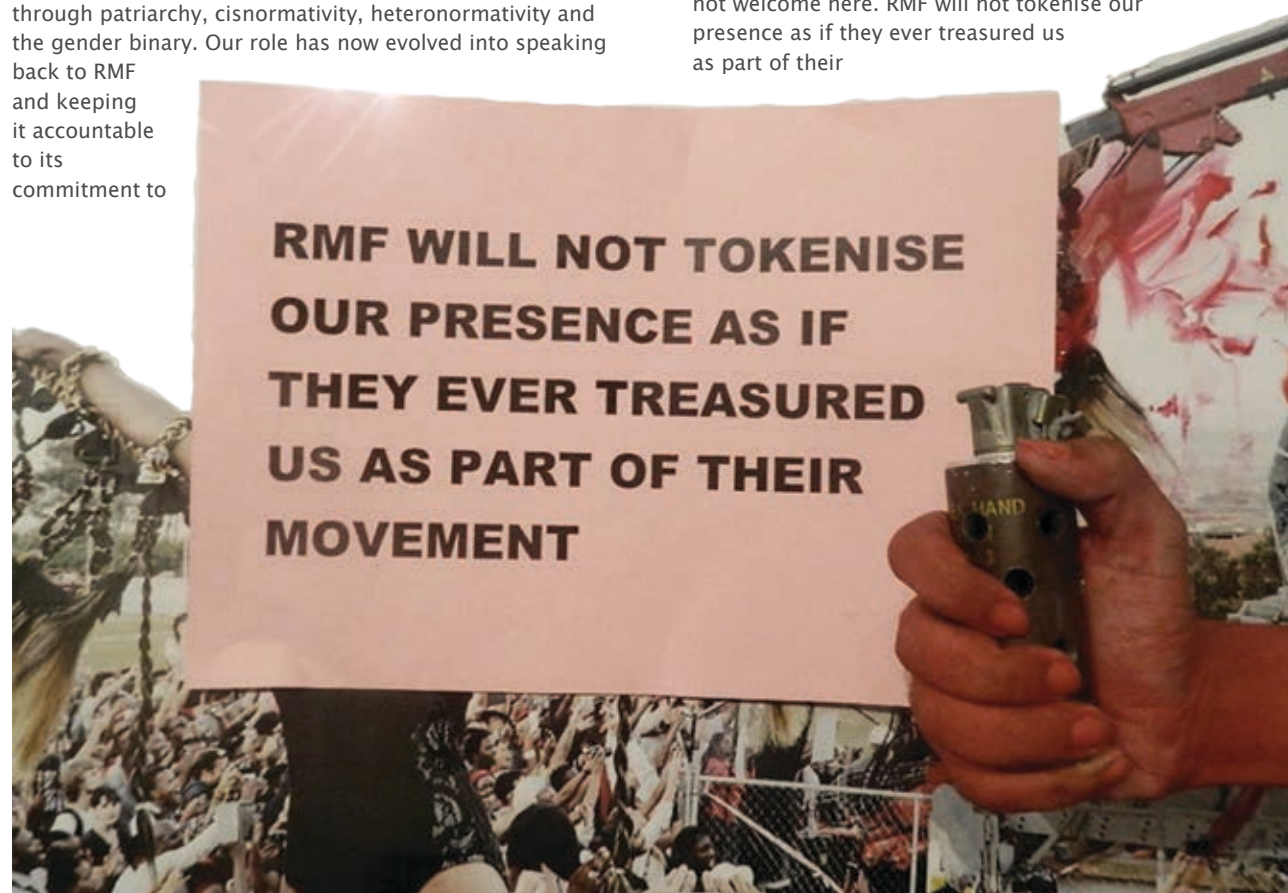 through patriarchy, cisnormativity, heteronormativity and
the gender binary. Our role has now evolved into speaking
back to RMF
and keeping
it accountable
to its
commitment to
not welcome here. RMF will not tokenise our
presence as if they ever treasured us
as part of their
RMF WILL NOT TOKENISE
OUR PRESENCE AS IF
THEY EVER TREASURED
US AS PART OF THEIR
MOVEMENT
HAND